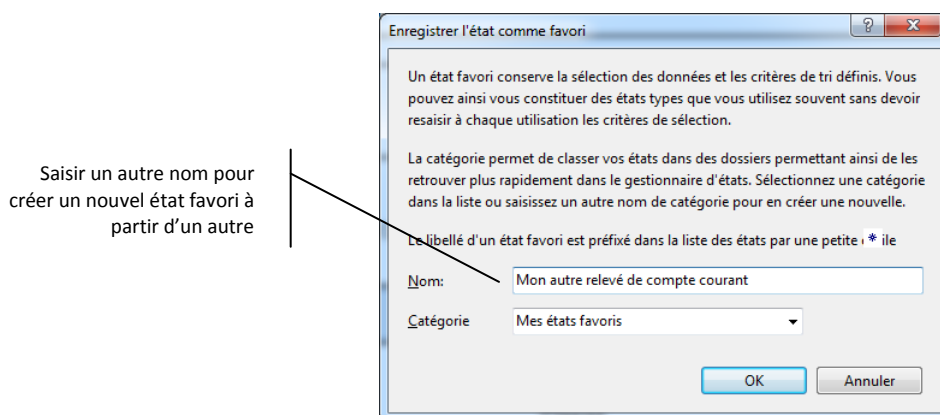 Enregistrer l'état comme favori
Un état favori conserve la sélection des données et les critères de tri définis. Vous
pouvez ainsi vous constituer des états types que vous utilisez souvent sans devoir
resaisir à chaque utilisation les critères de sélection.
La catégorie permet de classer vos états dans des dossiers permettant ainsi de les
retrouver plus rapidement dans le gestionnaire d'états. Sélectionnez une catégorie
dans la liste ou saisissez un autre nom de catégorie pour en créer une nouvelle.
Saisir un autre nom pour
créer un nouvel état favori à
partir d’un autre
Le libellé d'un état favori est préfixé dans la liste des états par une petite * ile
Nom:
Mon autre relevé de compte courant
Catégorie
Mes états favoris
OK
Annuler